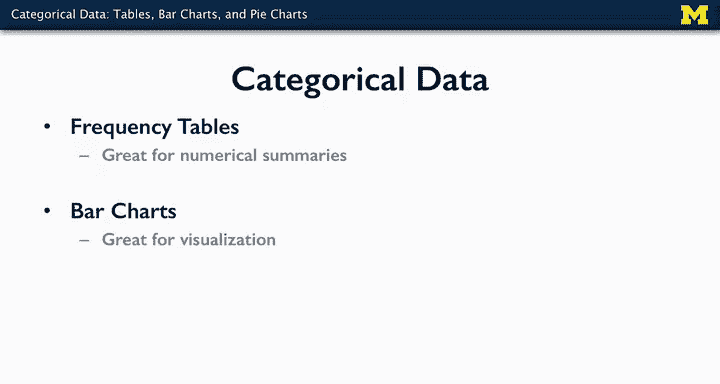 Categorical Data: Tables, Bar Charts, and Pie Charts
M
Categorical Data
• Frequency Tables
– Great for numerical summaries
• Bar Charts
– Great for visualization